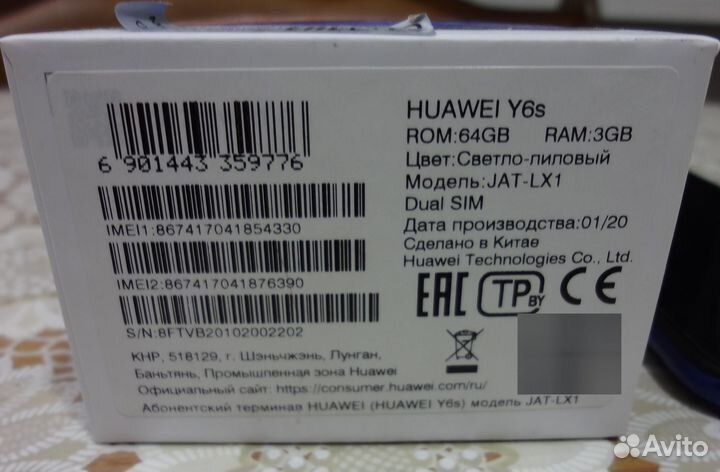 HUAWEI Y6s
ROM:64GB RAM:3GB
Цвет:Светло-лиловый
Модель:JAT-LX1
Dual SIM
Дата производства:01/20
Сделано в Китае
Huawei Technologies Co., Ltd.
EAC TP BY CE
6 901443 359776
IMEI1:867417041854330
IMEI2:867417041876390
S/N:8FTVB20102002202
КНР, 518129, г. Шэньчжэнь, Лунган,
Баньтянь, Промышленная зона Huawei
Официальный сайт: https://consumer.huawei.com/ru/
Абонентский терминал HUAWEI (HUAWEI Y6s) модель JAT-LX1
Avito